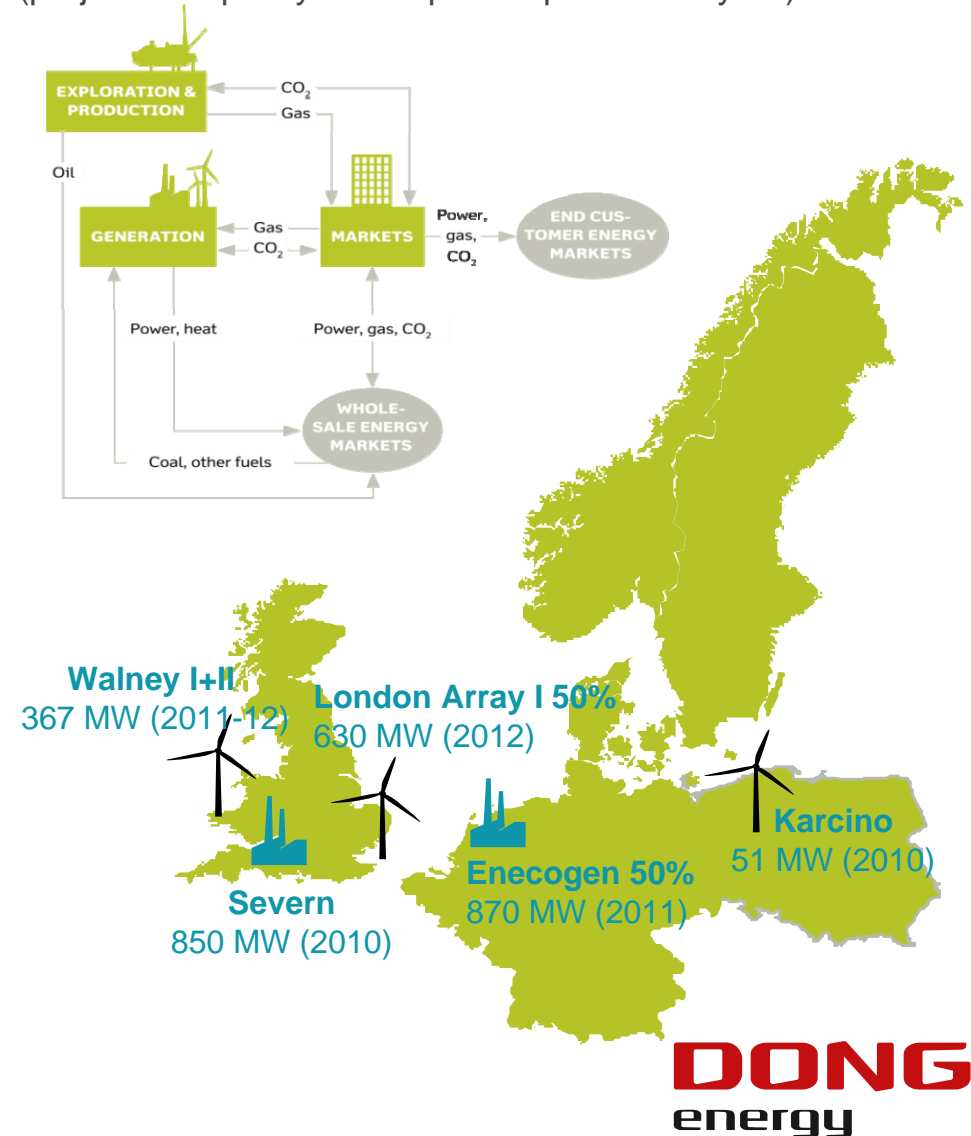 EXPLORATION &
PRODUCTION
CO₂
Gas
Oil
GENERATION
Gas
CO₂
MARKETS
Power,
gas,
CO₂
END CUS-
TOMER ENERGY
MARKETS
Power, heat
Power, gas, CO₂
WHOLE-
SALE ENERGY
MARKETS
Coal, other fuels
Walney I+II
367 MW (2011-12)
London Array I 50%
630 MW (2012)
Karcino
51 MW (2010)
Enecogen 50%
870 MW (2011)
Severn
850 MW (2010)
DONG
energy